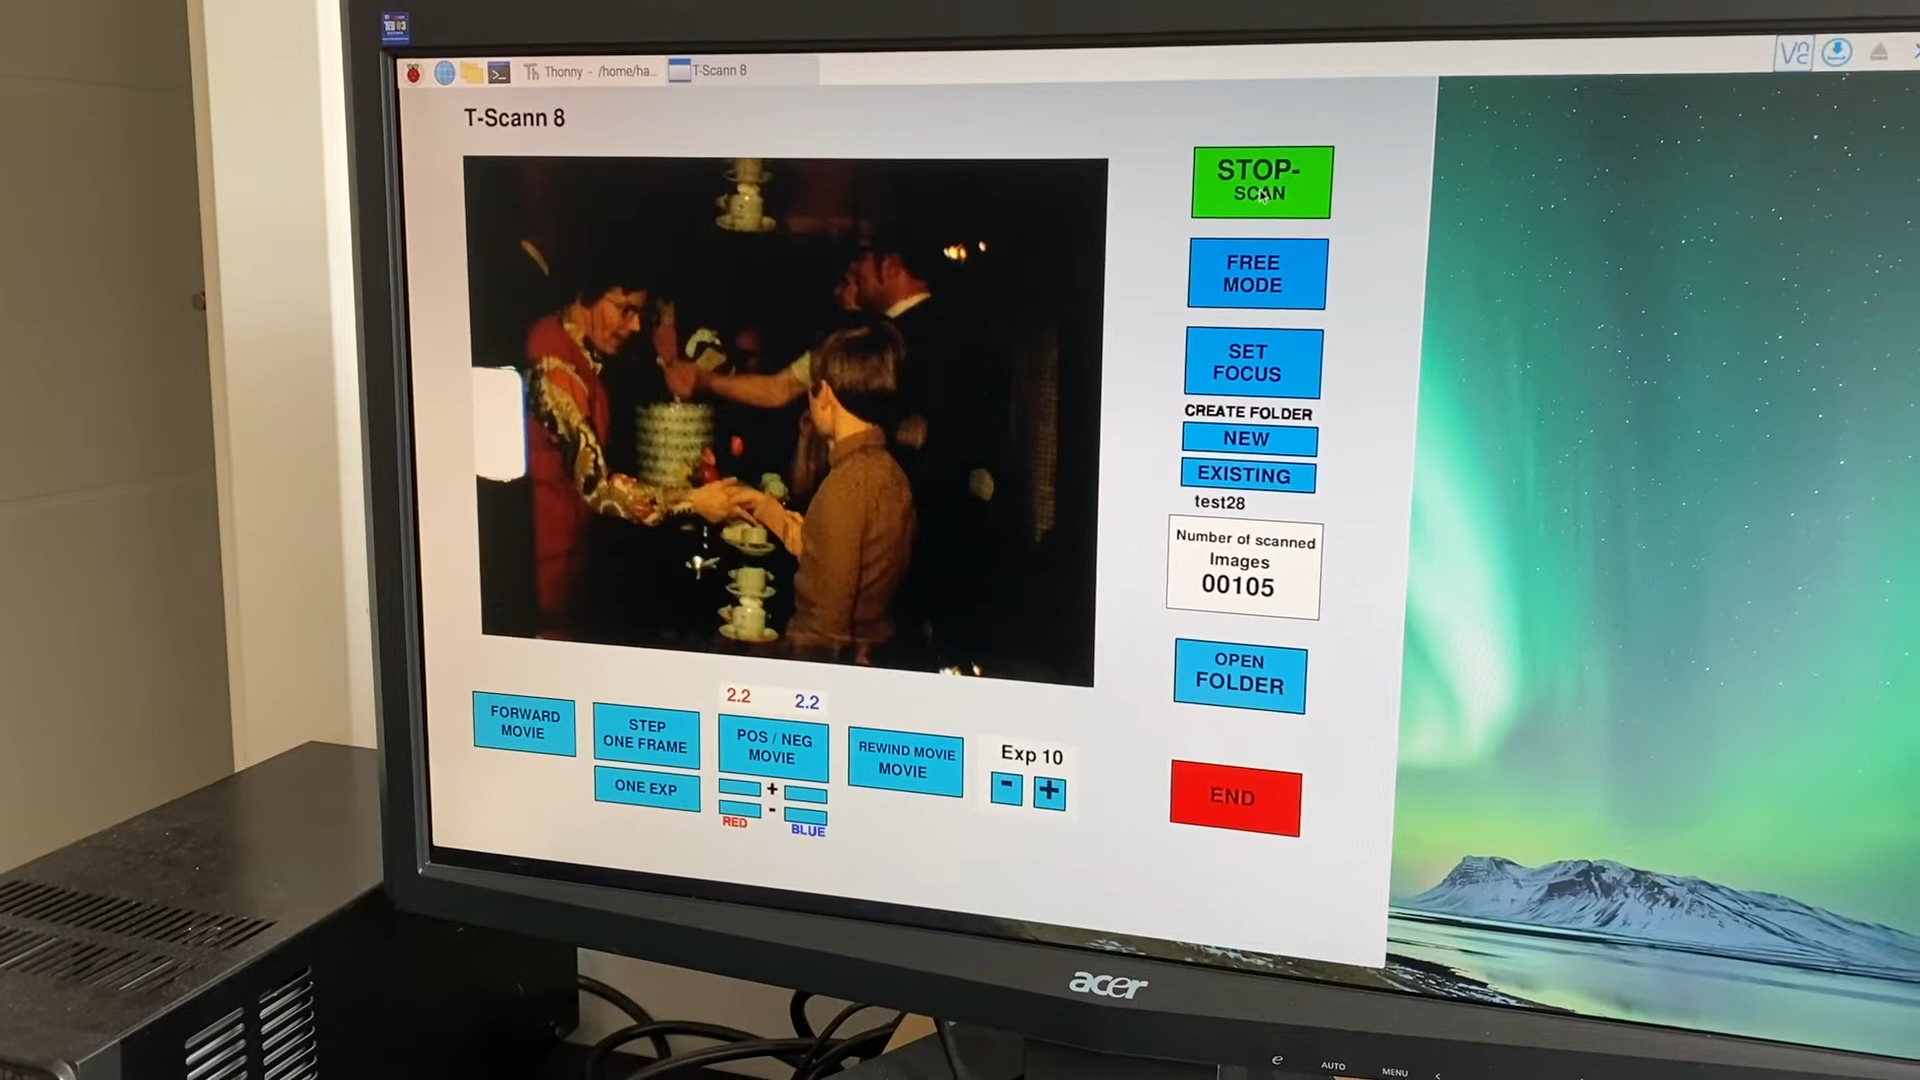 Thonny - /home/ha...
T-Scann 8
V2
T-Scann 8
STOP-
SCAN
FREE
MODE
SET
FOCUS
CREATE FOLDER
NEW
EXISTING
test28
Number of scanned
Images
00105
OPEN
FOLDER
END
2.2
2.2
FORWARD
MOVIE
STEP
ONE FRAME
ONE EXP
POS / NEG
MOVIE
+
-
RED
BLUE
REWIND MOVIE
MOVIE
Exp 10
-
+
acer
e
AUTO
MENU
<